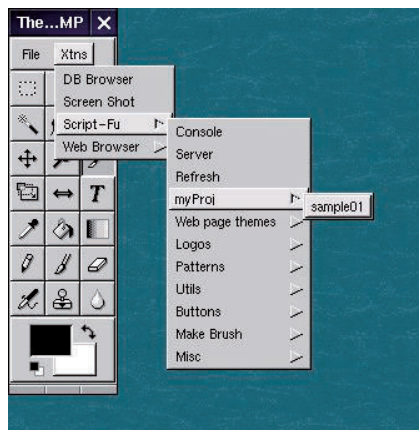 The...MP X
File Xtns
DB Browser
Screen Shot
Script-Fu
Web Browser
Console
Server
Refresh
myProj
sample01
Web page themes
Logos
Patterns
Utils
Buttons
Make Brush
Misc
T